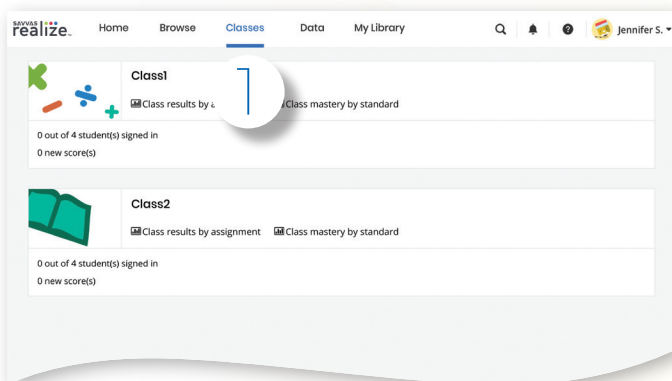 SAVVAS
realize™ Home Browse Classes Data My Library Jennifer S.
Class1
Class results by a 1 Class mastery by standard
0 out of 4 student(s) signed in
0 new score(s)
Class2
Class results by assignment Class mastery by standard
0 out of 4 student(s) signed in
0 new score(s)